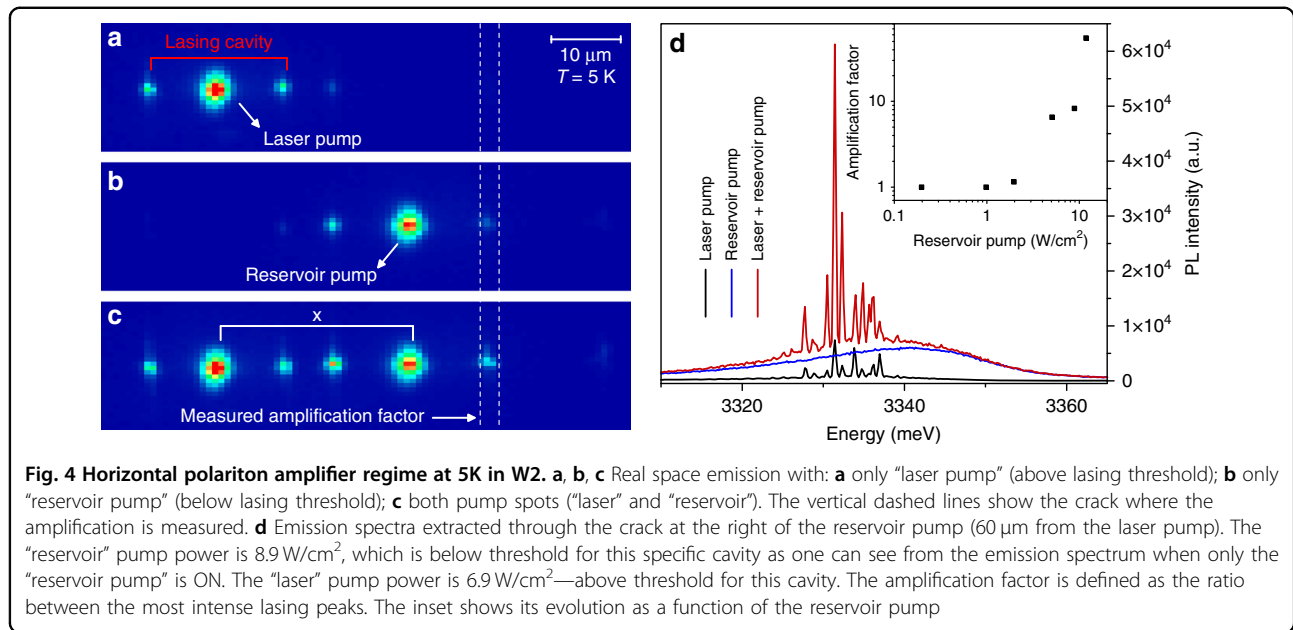 a
Lasing cavity
10 µm
T = 5 K
Laser pump
b
Reservoir pump
c
x
Measured amplification factor
d
Laser pump
Reservoir pump
Laser + reservoir pump
Amplification factor
10
1
0.1
1
10
Reservoir pump (W/cm²)
6×10⁴
5×10⁴
4×10⁴
3×10⁴
2×10⁴
1×10⁴
0
PL intensity (a.u.)
3320
3340
3360
Energy (meV)
Fig. 4 Horizontal polariton amplifier regime at 5K in W2. a, b, c Real space emission with: a only “laser pump” (above lasing threshold); b only
“reservoir pump” (below lasing threshold); c both pump spots (“laser” and “reservoir”). The vertical dashed lines show the crack where the
amplification is measured. d Emission spectra extracted through the crack at the right of the reservoir pump (60 µm from the laser pump). The
“reservoir” pump power is 8.9 W/cm², which is below threshold for this specific cavity as one can see from the emission spectrum when only the
“reservoir pump” is ON. The “laser” pump power is 6.9 W/cm²—above threshold for this cavity. The amplification factor is defined as the ratio
between the most intense lasing peaks. The inset shows its evolution as a function of the reservoir pump